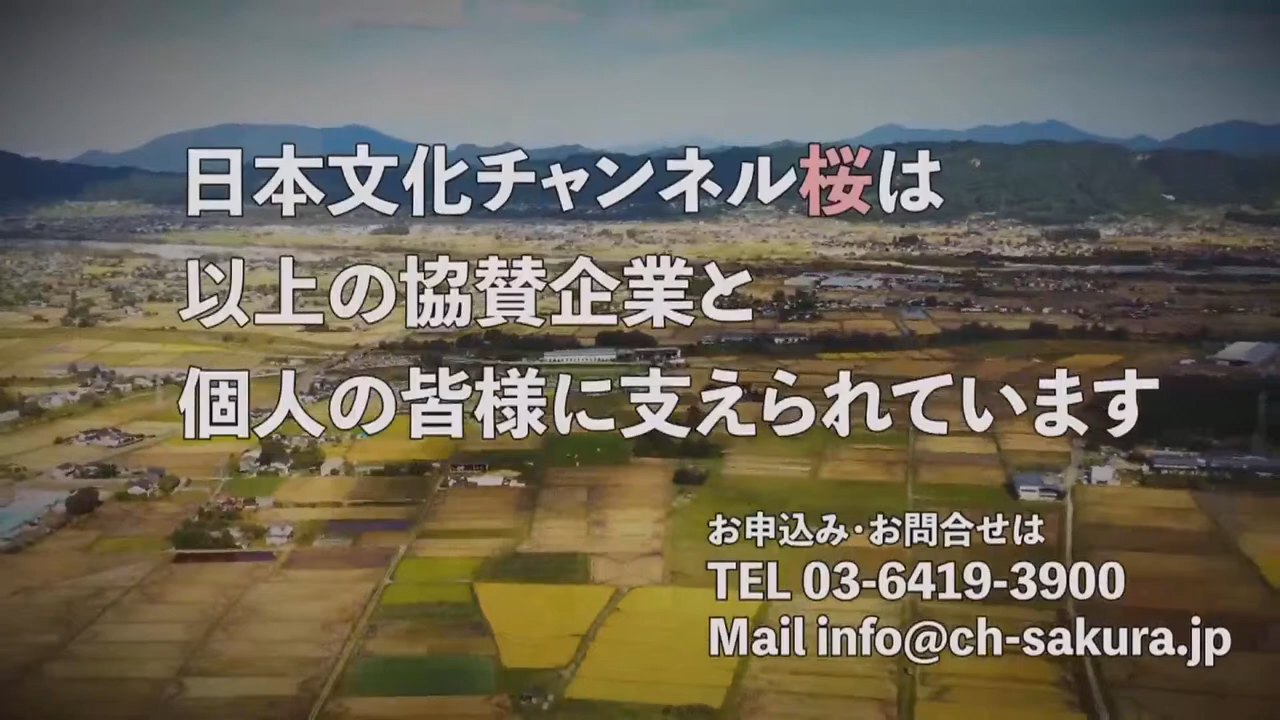 日本文化チャンネル桜は
以上の協賛企業と
個人の皆様に支えられています
お申込み・お問合せは
TEL 03-6419-3900
Mail info@ch-sakura.jp